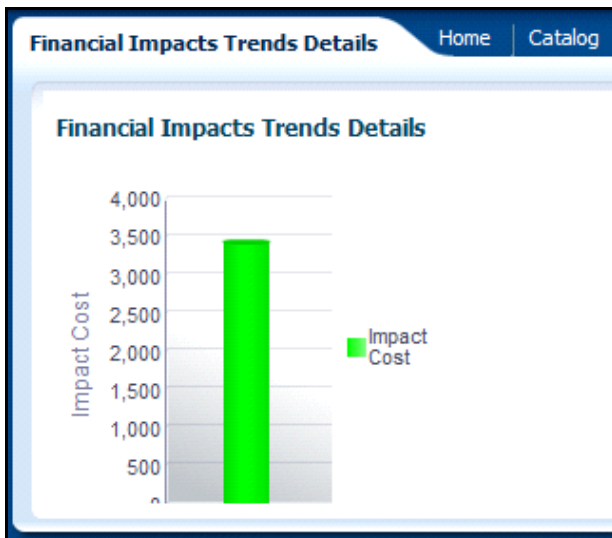 Financial Impacts Trends Details
Home
Catalog
Financial Impacts Trends Details
4,000
3,500
3,000
2,500
2,000
1,500
1,000
500
0
Impact Cost
Impact
Cost